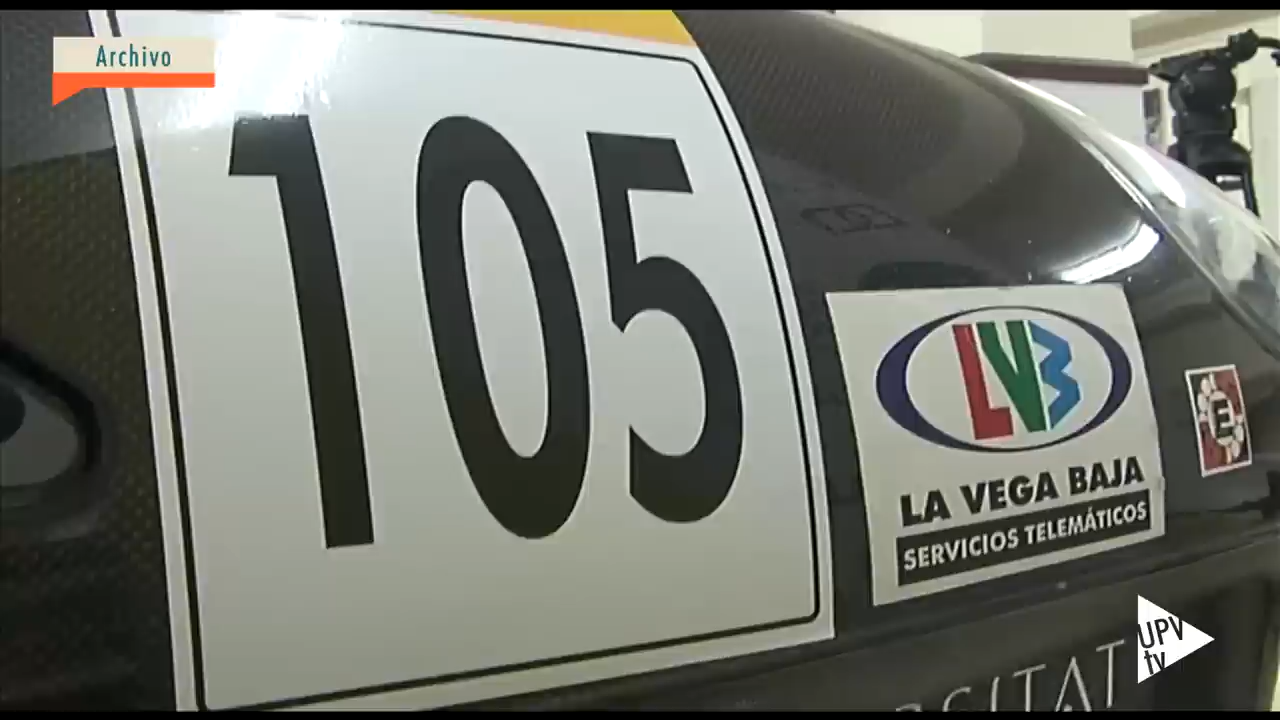 Archivo
105
LVB
LA VEGA BAJA
SERVICIOS TELEMÁTICOS
E
UPV
tv